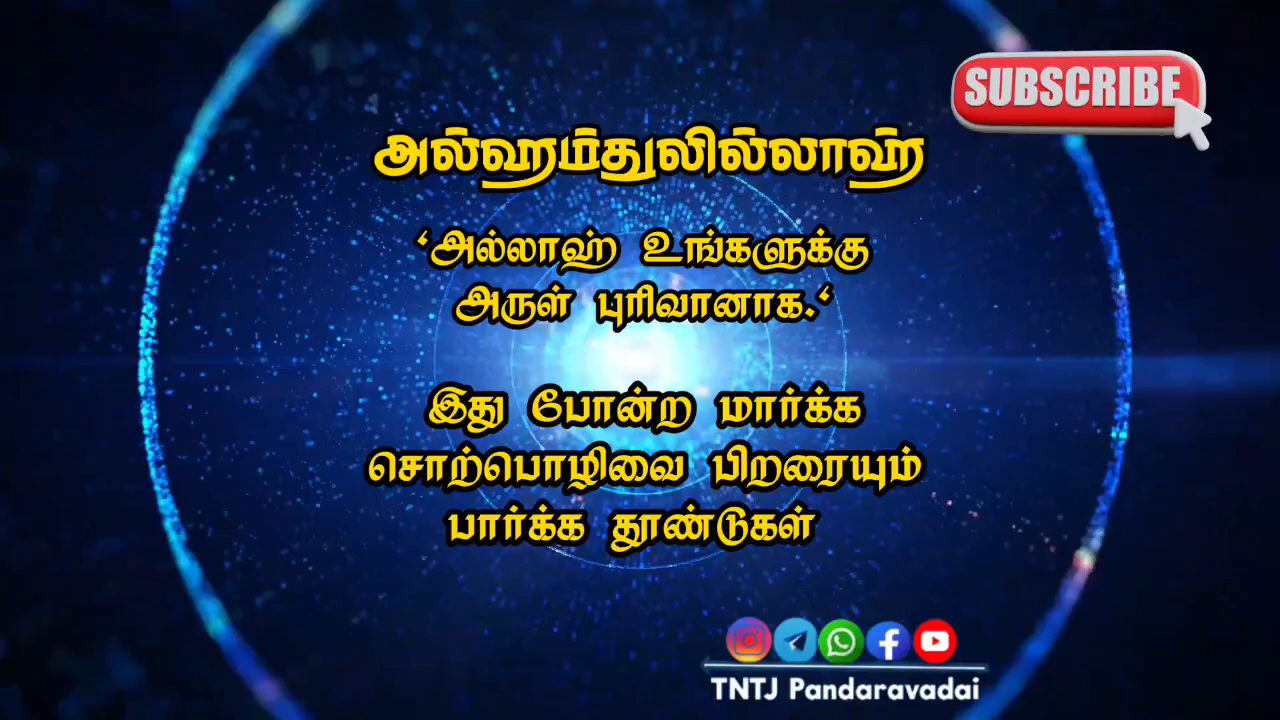 SUBSCRIBE
அல்ஹம்துலில்லாஹ்
‘அல்லாஹ் உங்களுக்கு
அருள் புரிவானாக.‘
இது போன்ற மார்க்க
சொற்பொழிவை பிறரையும்
பார்க்க தூண்டுகள்
TNTJ Pandaravadai